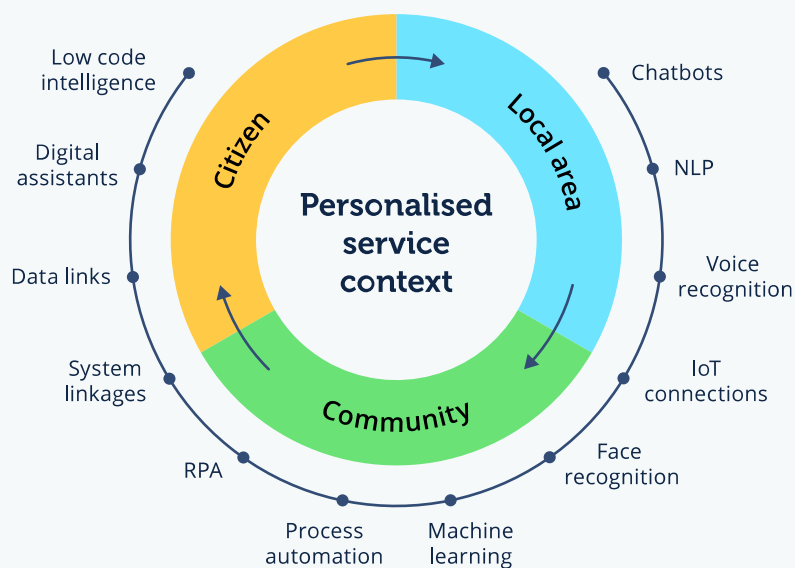 Low code
intelligence
Chatbots
Citizen
Local area
Digital
assistants
NLP
Personalised
service
context
Data links
Voice
recognition
System
linkages
IoT
connections
Community
RPA
Face
recognition
Process
automation
Machine
learning